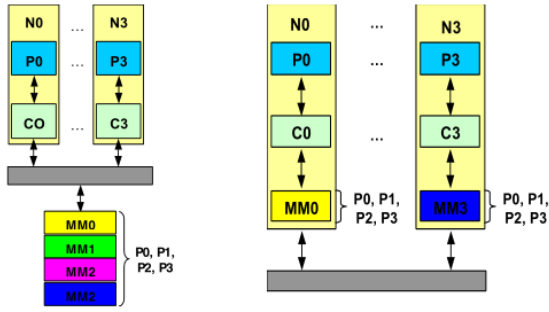 N0 ... N3
P0 ... P3
CO ... C3
MM0
MM1
MM2
MM2
P0, P1,
P2, P3
N0 ... N3
P0 ... P3
C0 ... C3
MM0
P0, P1,
P2, P3
MM3
P0, P1,
P2, P3